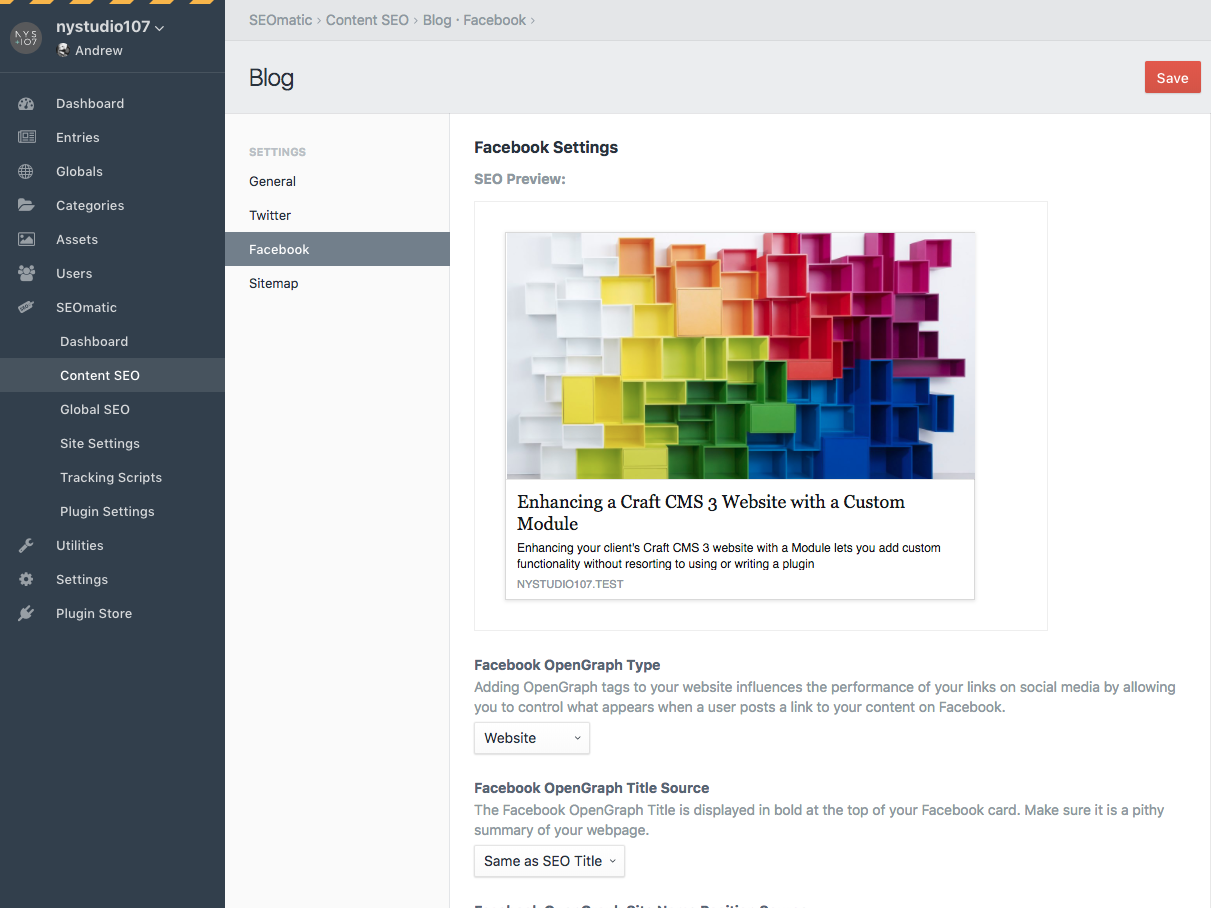 NYS
+107
nystudio107
Andrew
Dashboard
Entries
Globals
Categories
Assets
Users
SEOmatic
Dashboard
Content SEO
Global SEO
Site Settings
Tracking Scripts
Plugin Settings
Utilities
Settings
Plugin Store
SEOmatic › Content SEO › Blog · Facebook ›
Blog
Save
SETTINGS
General
Twitter
Facebook
Sitemap
Facebook Settings
SEO Preview:
Enhancing a Craft CMS 3 Website with a Custom
Module
Enhancing your client's Craft CMS 3 website with a Module lets you add custom
functionality without resorting to using or writing a plugin
NYSTUDIO107.TEST
Facebook OpenGraph Type
Adding OpenGraph tags to your website influences the performance of your links on social media by allowing
you to control what appears when a user posts a link to your content on Facebook.
Website
Facebook OpenGraph Title Source
The Facebook OpenGraph Title is displayed in bold at the top of your Facebook card. Make sure it is a pithy
summary of your webpage.
Same as SEO Title